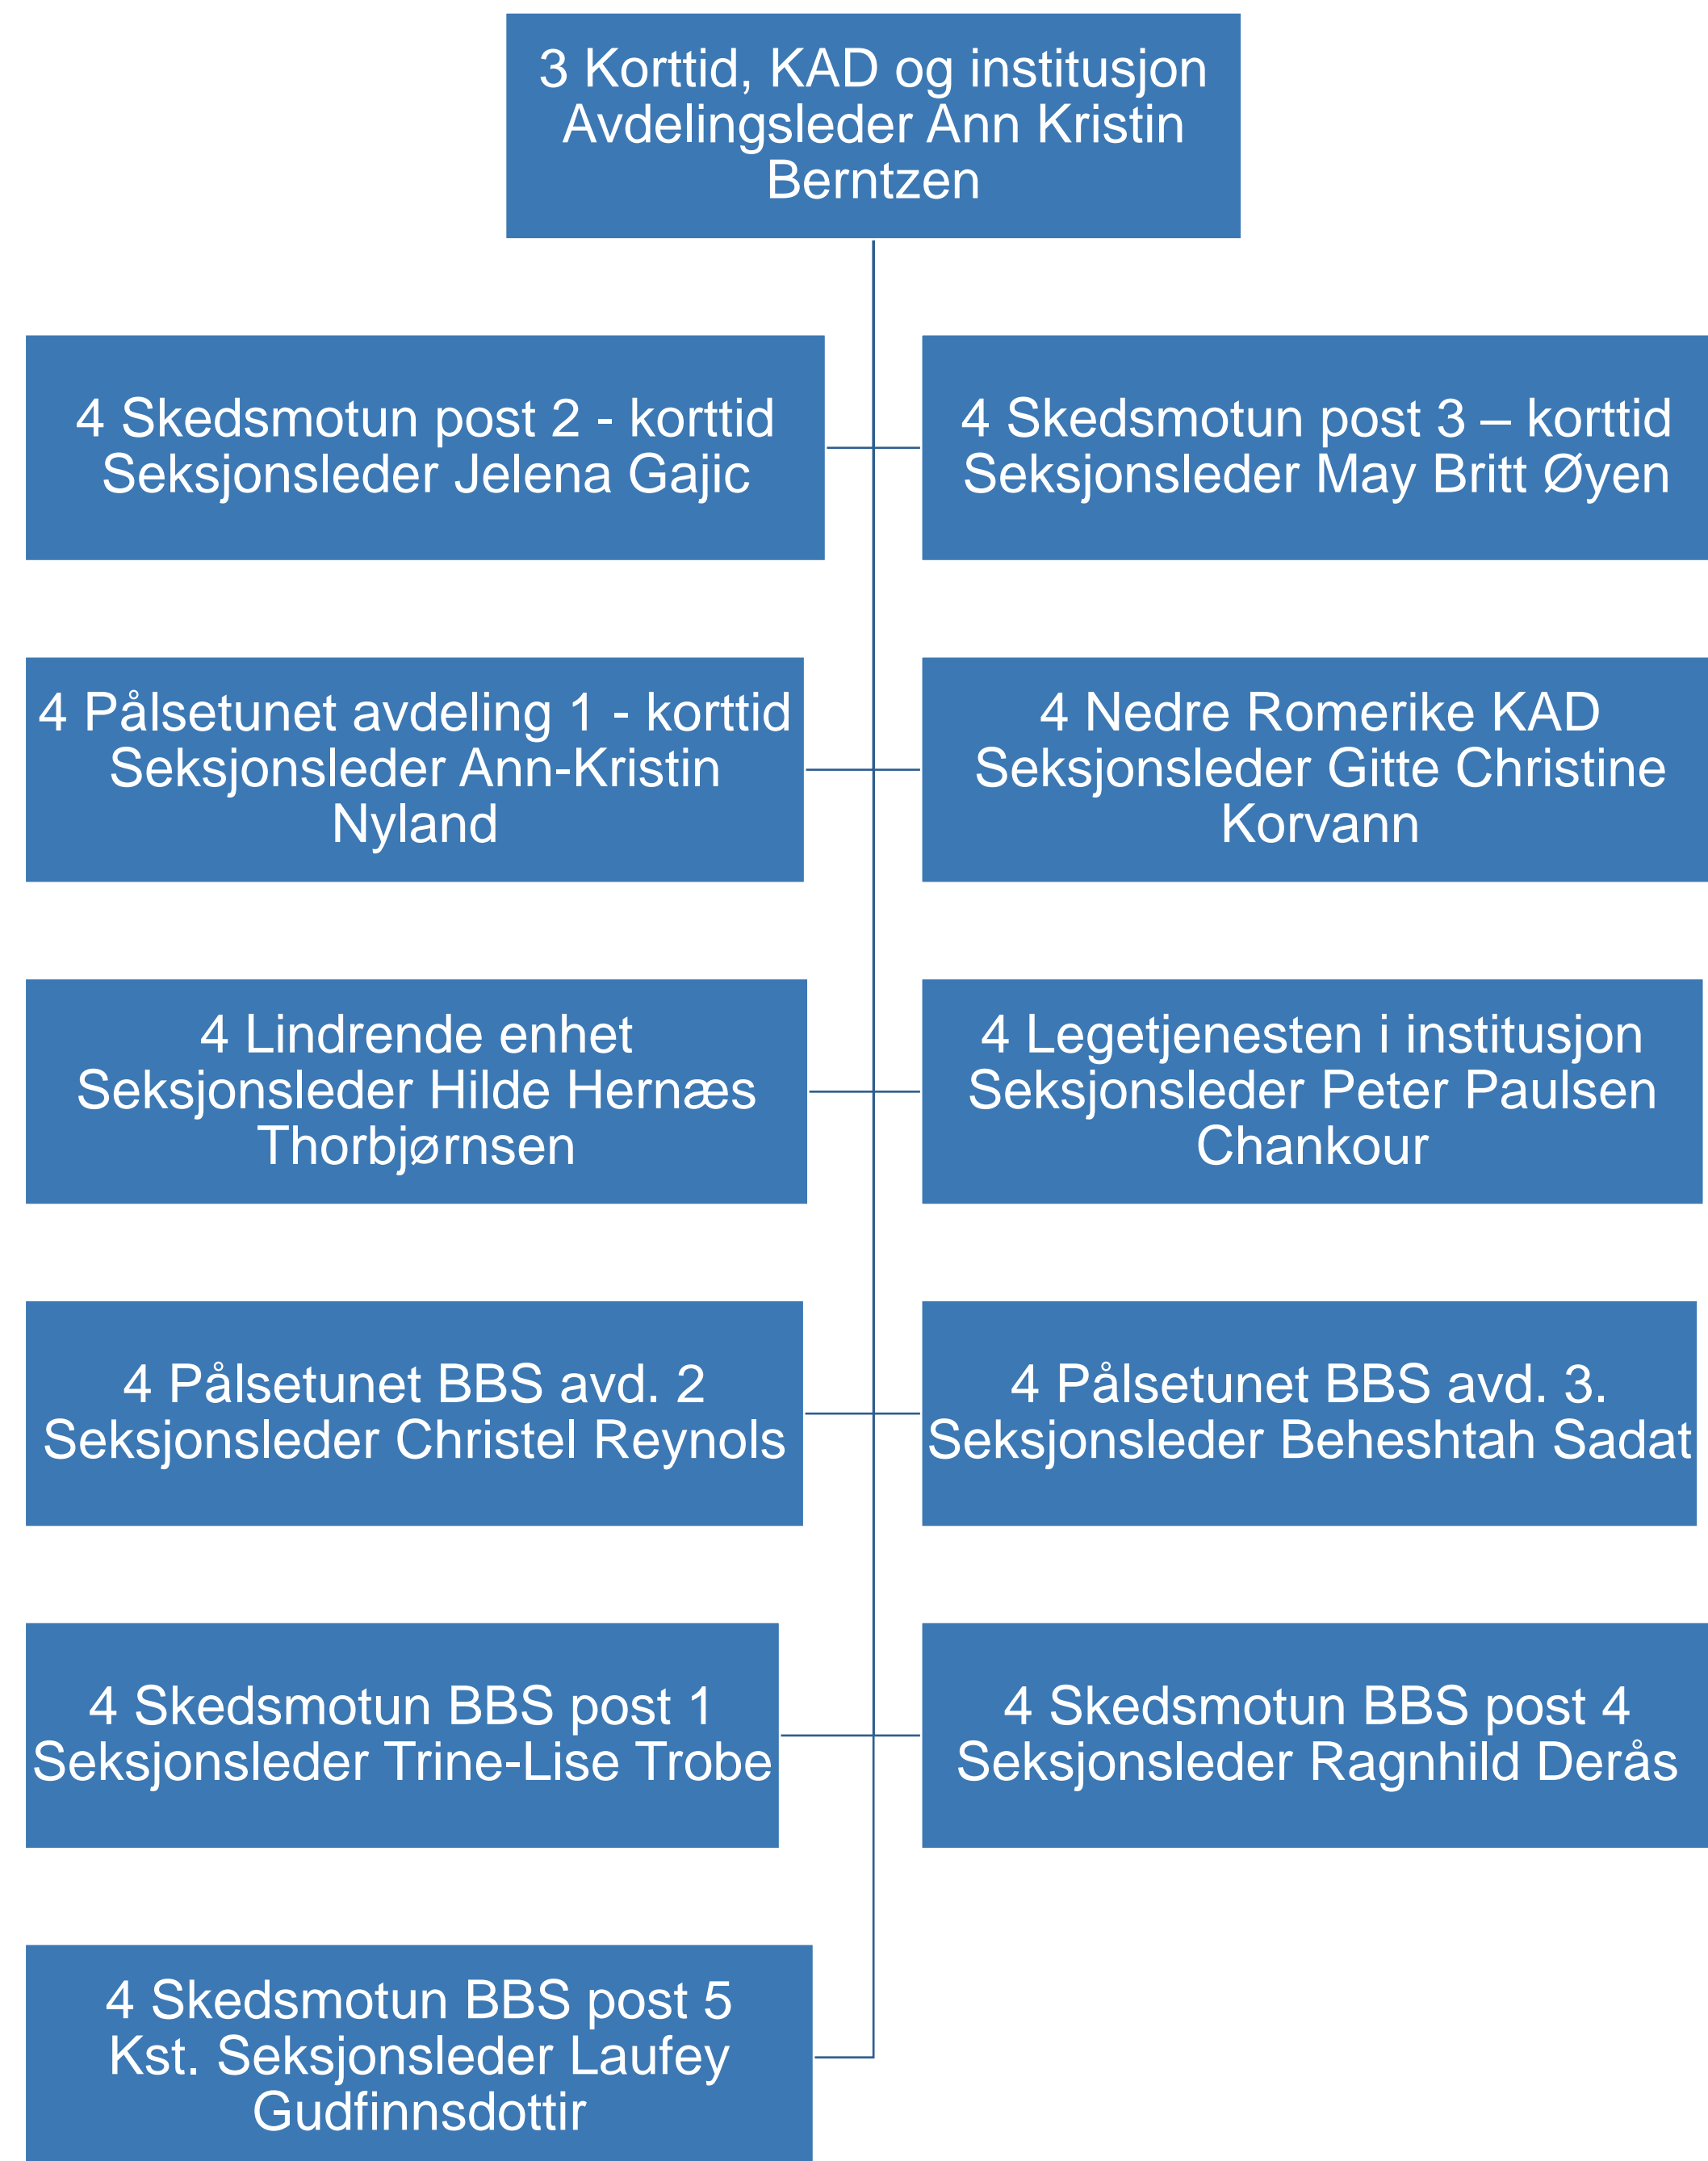 3 Korttid, KAD og institusjon
Avdelingsleder Ann Kristin
Berntzen
4 Skedsmotun post 2 - korttid
Seksjonsleder Jelena Gajic
4 Skedsmotun post 3 – korttid
Seksjonsleder May Britt Øyen
4 Pålsetunet avdeling 1 - korttid
Seksjonsleder Ann-Kristin
Nyland
4 Nedre Romerike KAD
Seksjonsleder Gitte Christine
Korvann
4 Lindrende enhet
Seksjonsleder Hilde Hernæs
Thorbjørnsen
4 Legetjenesten i institusjon
Seksjonsleder Peter Paulsen
Chankour
4 Pålsetunet BBS avd. 2
Seksjonsleder Christel Reynols
4 Pålsetunet BBS avd. 3.
Seksjonsleder Beheshtah Sadat
4 Skedsmotun BBS post 1
Seksjonsleder Trine-Lise Trobe
4 Skedsmotun BBS post 4
Seksjonsleder Ragnhild Derås
4 Skedsmotun BBS post 5
Kst. Seksjonsleder Laufey
Gudfinnsdottir